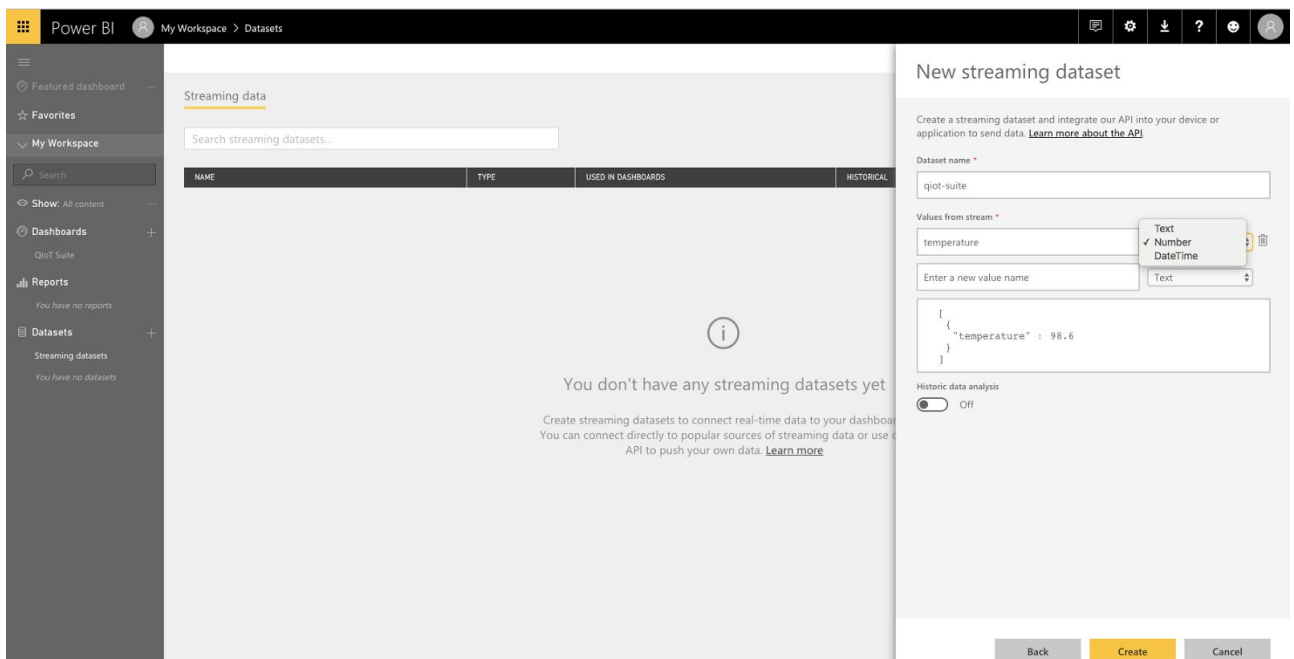 Power BI
My Workspace > Datasets
?
Featured dashboard ...
Favorites
My Workspace
Search
Show: All content ...
Dashboards +
QIoT Suite
Reports
You have no reports
Datasets +
Streaming datasets
You have no datasets
Streaming data
Search streaming datasets...
NAME TYPE USED IN DASHBOARDS HISTORICAL
i
You don't have any streaming datasets yet
Create streaming datasets to connect real-time data to your dashboar
You can connect directly to popular sources of streaming data or use
API to push your own data. Learn more
New streaming dataset
Create a streaming dataset and integrate our API into your device or
application to send data. Learn more about the API.
Dataset name *
qiot-suite
Values from stream *
temperature
Text
✓ Number
DateTime
Enter a new value name Text
[
{
"temperature" : 98.6
}
]
Historic data analysis
Off
Back Create Cancel